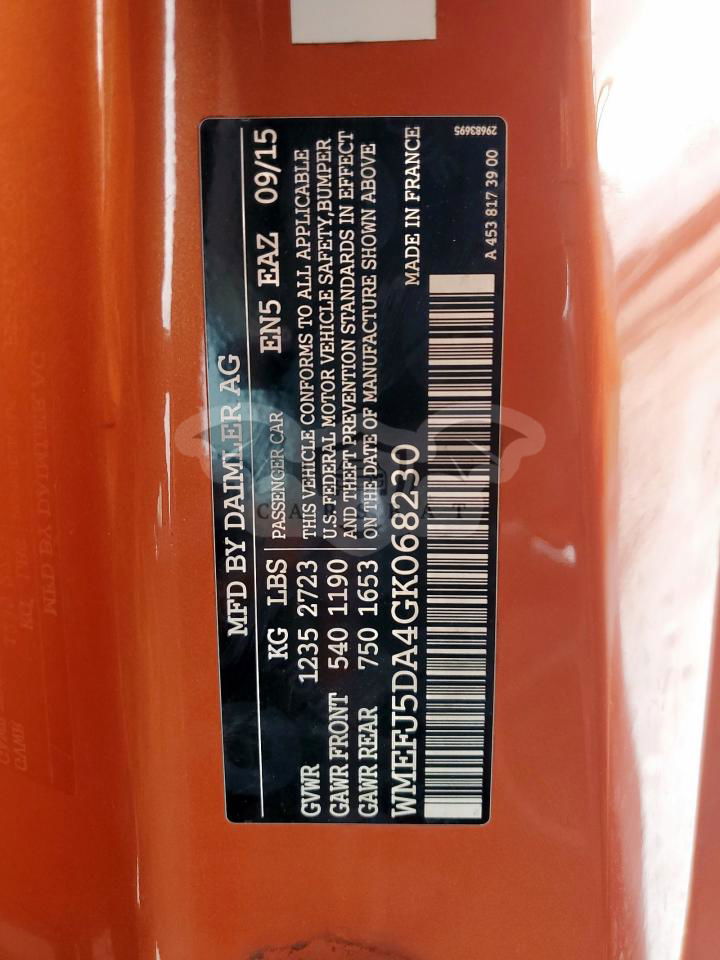 MFD BY DAIMLER AG
EN5 EAZ 09/15
KG LBS
PASSENGER CAR
GVWR 1235 2723
THIS VEHICLE CONFORMS TO ALL APPLICABLE
GAWR FRONT 540 1190
U.S. FEDERAL MOTOR VEHICLE SAFETY,BUMPER
AND THEFT PREVENTION STANDARDS IN EFFECT
GAWR REAR 750 1653
ON THE DATE OF MANUFACTURE SHOWN ABOVE
WMEFJ5DA4GK068230
MADE IN FRANCE
29683695
A 453 817 39 00